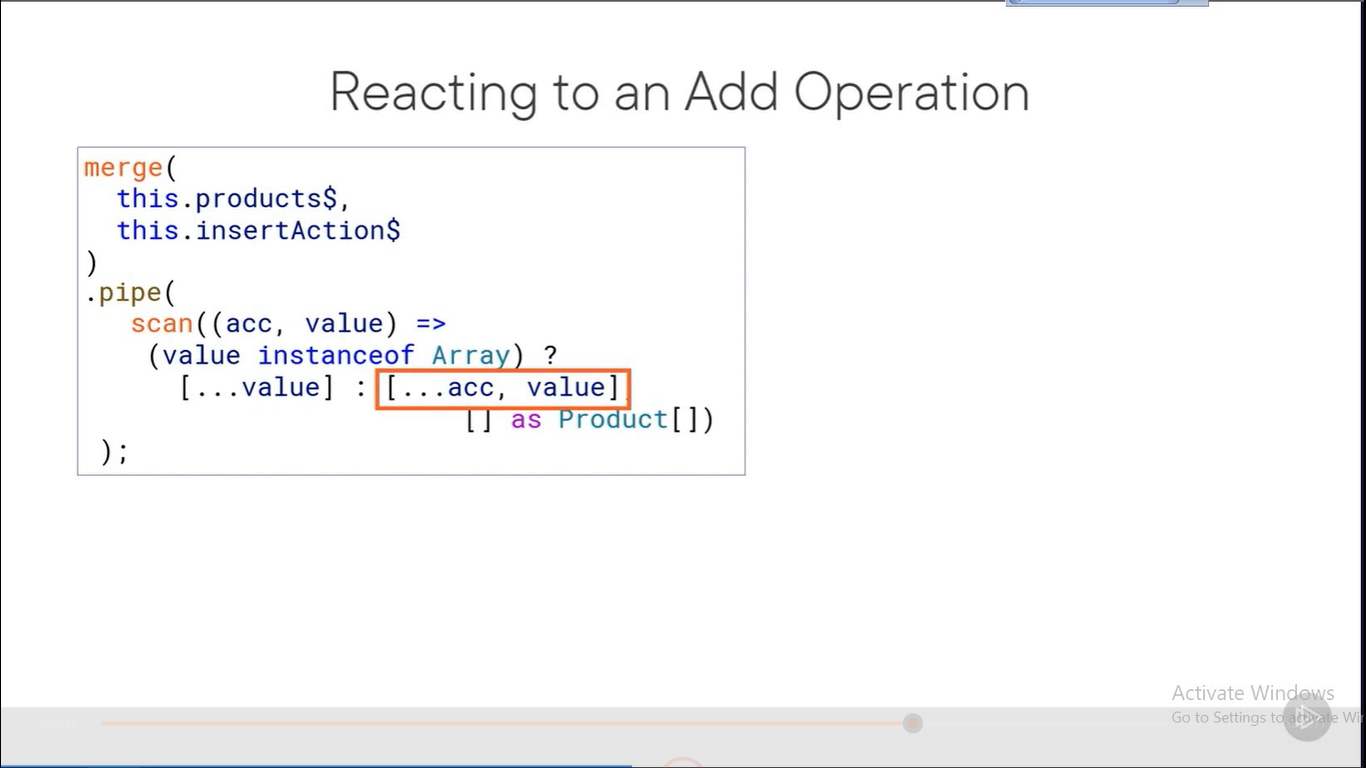 Reacting to an Add Operation
merge(
this.products$,
this.insertAction$
)
.pipe(
scan((acc, value) =>
(value instanceof Array) ?
[...value] : [...acc, value]
[] as Product[])
);
Activate Windows
Go to Settings to activate